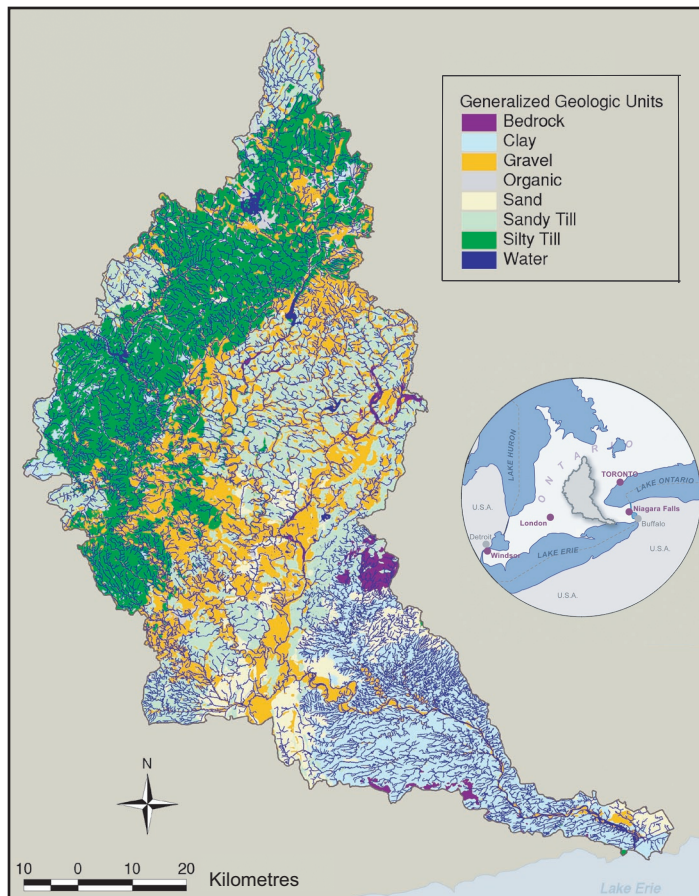 Generalized Geologic Units
Bedrock
Clay
Gravel
Organic
Sand
Sandy Till
Silty Till
Water
LAKE HURON
ONTARIO
TORONTO
LAKE ONTARIO
Niagara Falls
Buffalo
U.S.A.
London
Detroit
Windsor
LAKE ERIE
U.S.A.
U.S.A.
N
10 0 10 20 Kilometres
Lake Erie